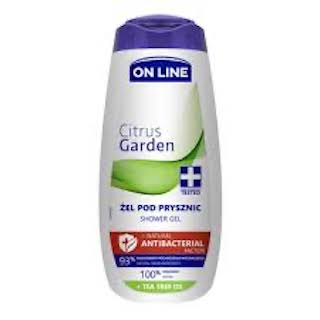 ON LINE
Citrus
Garden
TESTED
ŻEL POD PRYSZNIC
SHOWER GEL
NATURAL
ANTIBACTERIAL
FACTOR
93%
100%
+ TEA TREE OIL